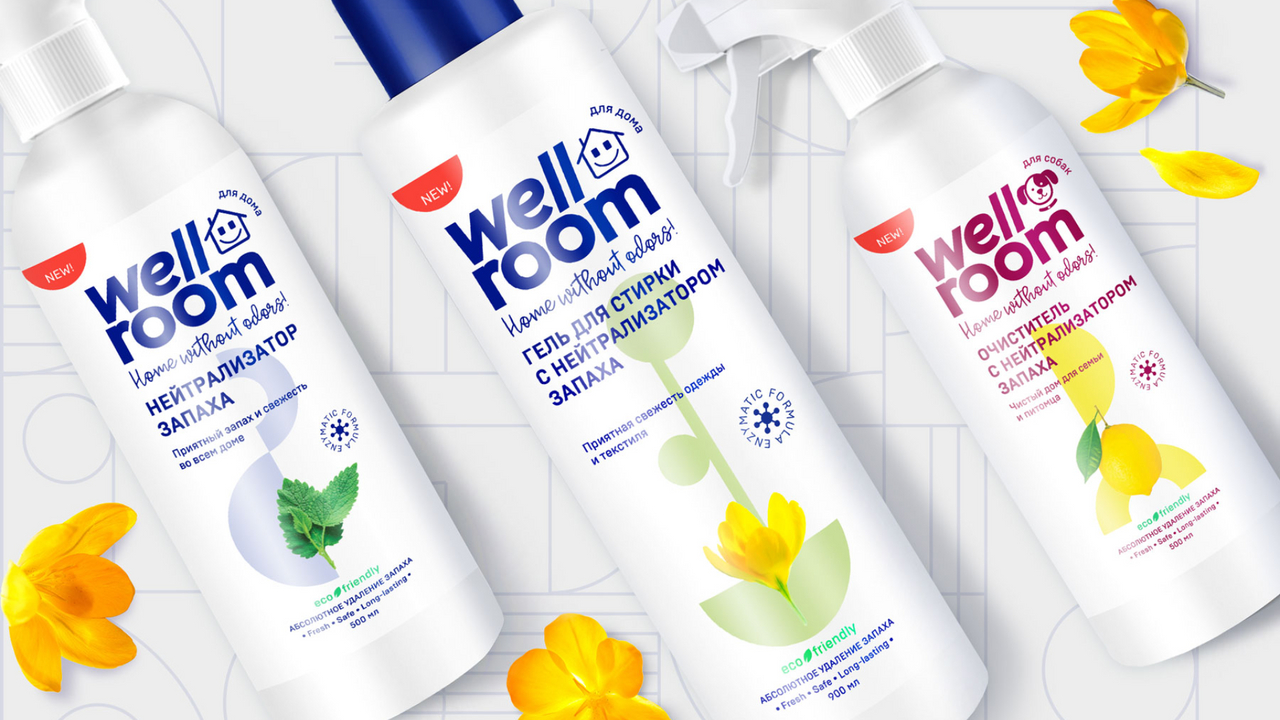 NEW!
для дома
well
room
Home without odors!
НЕЙТРАЛИЗАТОР
ЗАПАХА
Приятный запах и свежесть
во всем доме
ENZYMATIC FORMULA
eco friendly
АБСОЛЮТНОЕ УДАЛЕНИЕ ЗАПАХА
• Fresh • Safe • Long-lasting •
500 мл
NEW!
для дома
well
room
Home without odors!
ГЕЛЬ ДЛЯ СТИРКИ
С НЕЙТРАЛИЗАТОРОМ
ЗАПАХА
Приятная свежесть одежды
и текстиля
ENZYMATIC FORMULA
eco friendly
АБСОЛЮТНОЕ УДАЛЕНИЕ ЗАПАХА
• Fresh • Safe • Long-lasting •
900 мл
NEW!
для собак
well
room
Home without odors!
ОЧИСТИТЕЛЬ
С НЕЙТРАЛИЗАТОРОМ
ЗАПАХА
Чистый дом для семьи
и питомца
ENZYMATIC FORMULA
eco friendly
АБСОЛЮТНОЕ УДАЛЕНИЕ ЗАПАХА
• Fresh • Safe • Long-lasting •
500 мл